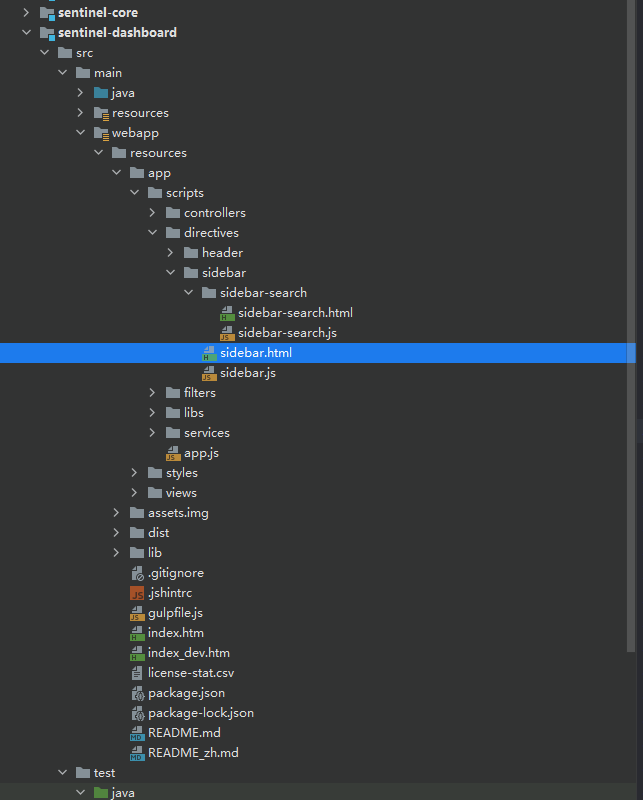 sentinel-core
sentinel-dashboard
src
main
java
resources
webapp
resources
app
scripts
controllers
directives
header
sidebar
sidebar-search
sidebar-search.html
sidebar-search.js
sidebar.html
sidebar.js
filters
libs
services
app.js
styles
views
assets.img
dist
lib
.gitignore
.jshintrc
gulpfile.js
index.htm
index_dev.htm
license-stat.csv
package.json
package-lock.json
README.md
README_zh.md
test
java